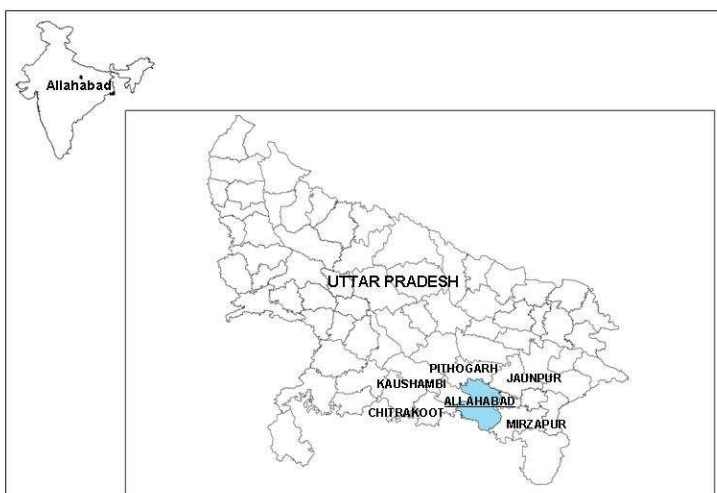 Allahabad
UTTAR PRADESH
PITHOGARH
JAUNPUR
KAUSHAMBI
ALLAHABAD
CHITRAKOOT
MIRZAPUR